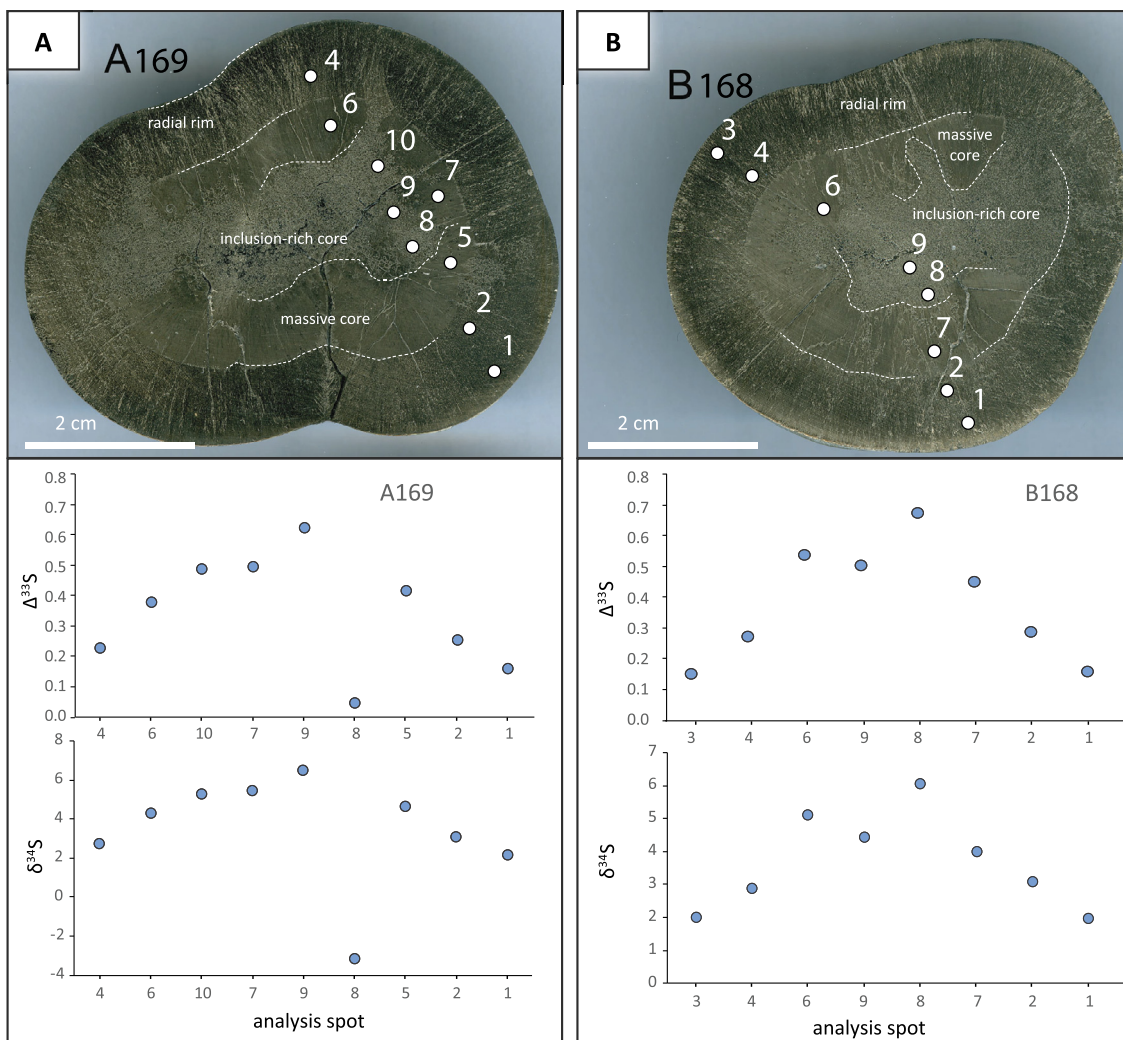 A
A169
4
radial rim
6
10
7
9
8
5
inclusion-rich core
massive core
2
1
2 cm
B
B168
3
massive
core
4
6
inclusion-rich core
9
8
7
2
1
2 cm
0.8
0.7
0.6
0.5
0.4
0.3
0.2
0.1
0.0
Δ³³S
A169
4 6 10 7 9 8 5 2 1
8
6
4
2
0
-2
-4
δ³⁴S
4 6 10 7 9 8 5 2 1
analysis spot
0.8
0.7
0.6
0.5
0.4
0.3
0.2
0.1
0.0
Δ³³S
B168
3 4 6 9 8 7 2 1
7
6
5
4
3
2
1
0
δ³⁴S
3 4 6 9 8 7 2 1
analysis spot